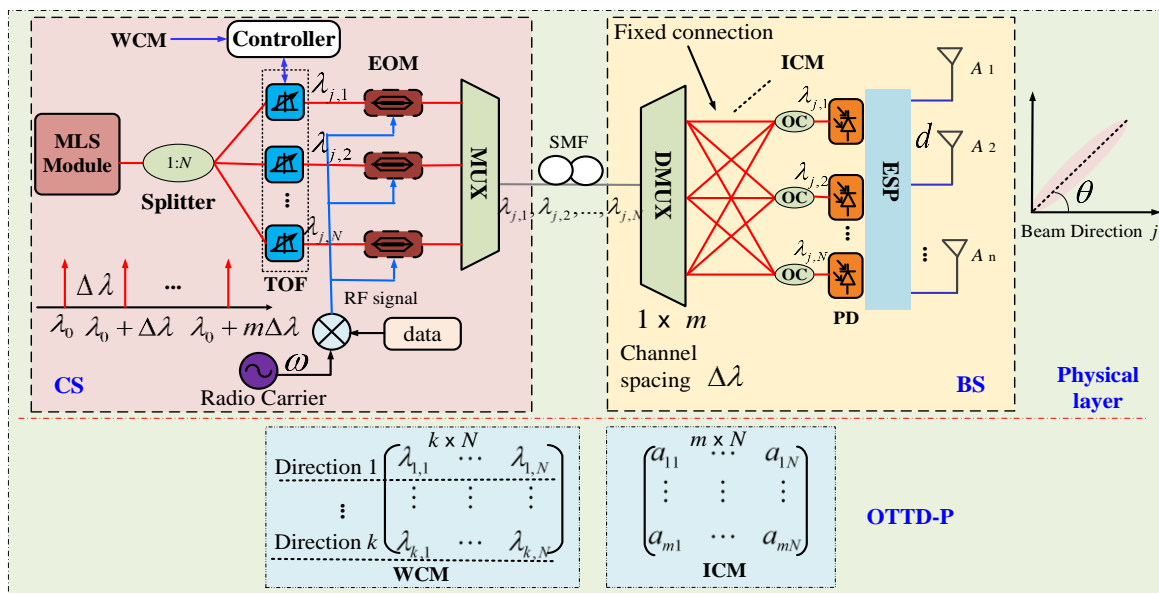 WCM
Controller
EOM
MLS
Module
1:N
Splitter
TOF
λj,1
λj,2
...
λj,N
MUX
Δλ
...
λ0
λ0 + Δλ
λ0 + mΔλ
RF signal
data
ω
Radio Carrier
CS
SMF
λj,1, λj,2, ..., λj,N
Fixed connection
ICM
DMUX
OC
OC
OC
λj,1
λj,2
...
λj,N
PD
ESP
d
A 1
A 2
...
A n
1 x m
Channel
spacing Δλ
BS
θ
Beam Direction j
Physical
layer
k x N
Direction 1 λ1,1 ⋯ λ1,N
⋮ ⋮ ⋮ ⋮
Direction k λk,1 ⋯ λk,N
WCM
m x N
a11 ⋯ a1N
⋮ ⋮ ⋮
am1 ⋯ amN
ICM
OTTD-P